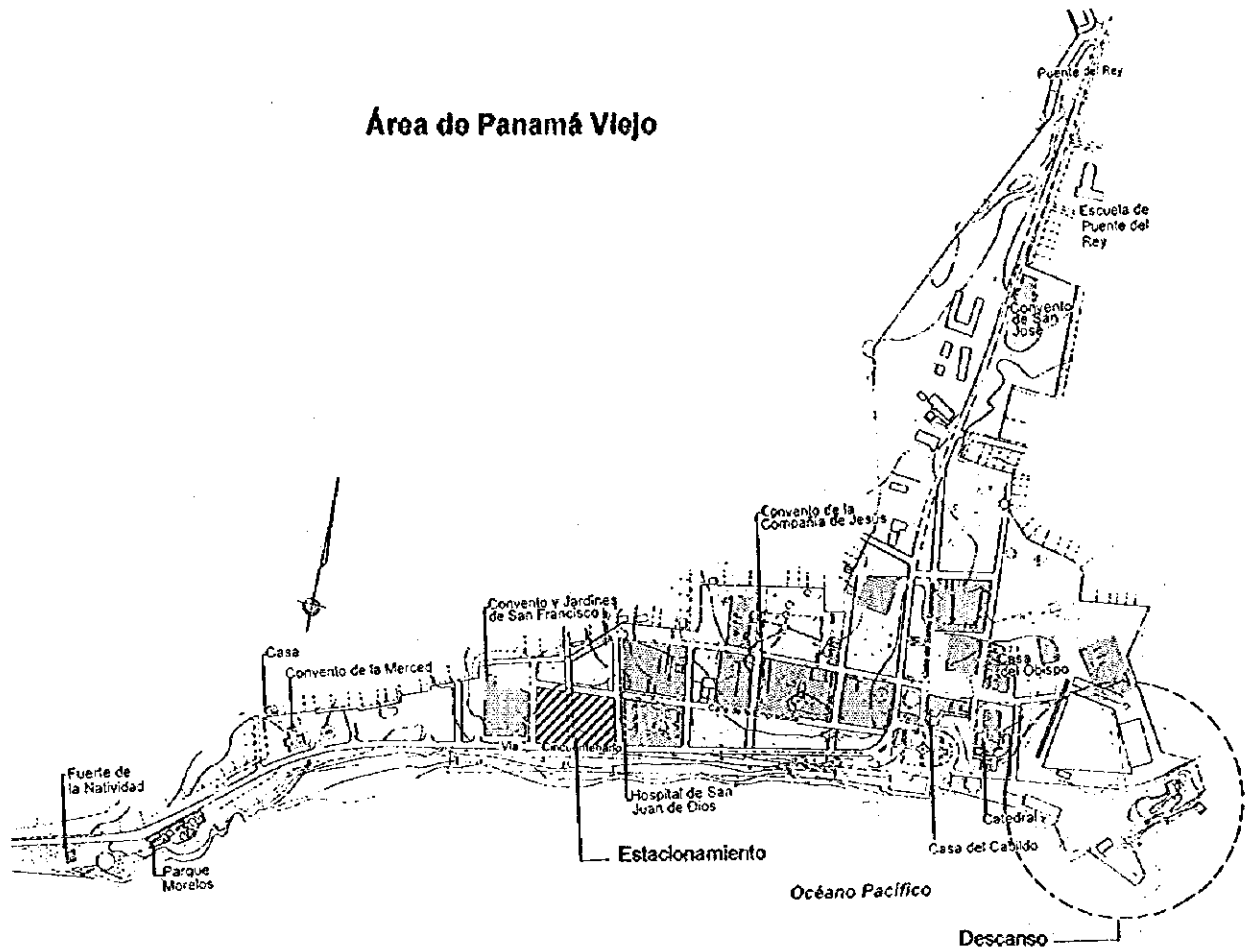 Área de Panamá Viejo
Puente del Rey
Escuela de
Puente del
Rey
Convento
de San
José
Convento de la
Compañía de Jesús
Convento y Jardines
de San Francisco
Casa
Convento de la Merced
Casa
del Obispo
Vía Cincuentenario
Fuerte de
la Natividad
Hospital de San
Juan de Dios
Catedral
Estacionamiento
Casa del Cabildo
Parque
Morelos
Océano Pacífico
Descanso